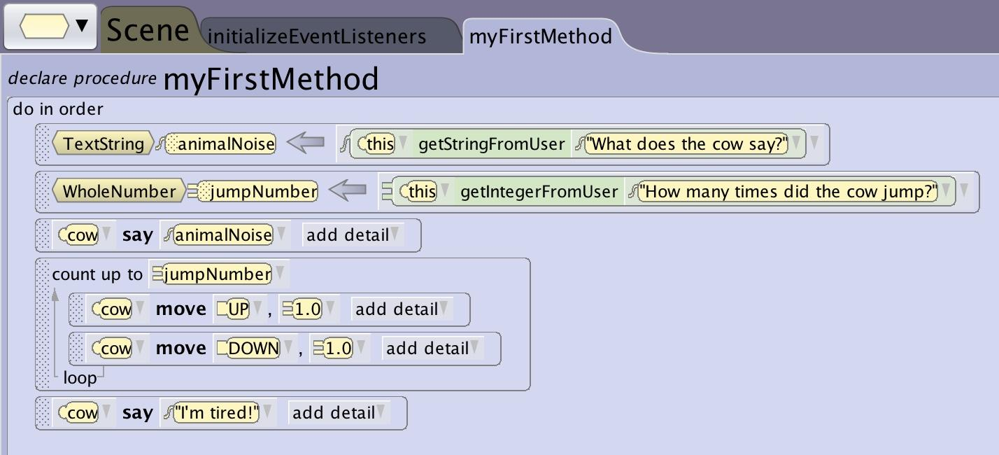 Scene initializeEventListeners myFirstMethod
declare procedure myFirstMethod
do in order
TextString animalNoise this getStringFromUser "What does the cow say?"
WholeNumber jumpNumber this getIntegerFromUser "How many times did the cow jump?"
cow say animalNoise add detail
count up to jumpNumber
cow move UP , 1.0 add detail
cow move DOWN , 1.0 add detail
loop
cow say "I'm tired!" add detail